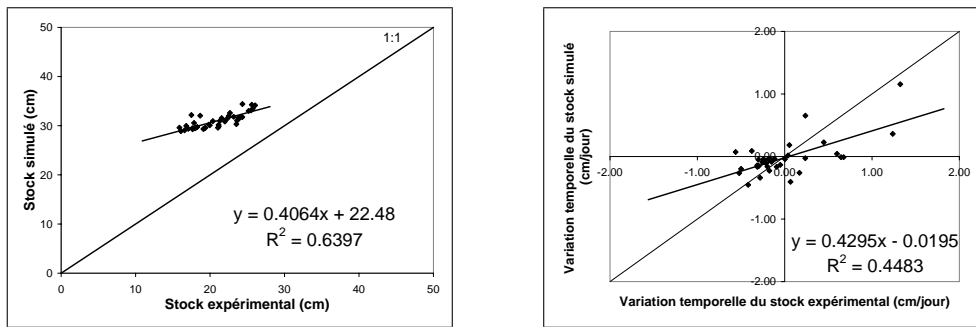 50
40
30
20
10
0
0
10
20
30
40
50
Stock simulé (cm)
Stock expérimental (cm)
1:1
y = 0.4064x + 22.48
R² = 0.6397
2.00
1.00
0.00
-1.00
-2.00
-2.00
-1.00
0.00
1.00
2.00
Variation temporelle du stock simulé
(cm/jour)
y = 0.4295x - 0.0195
R² = 0.4483
Variation temporelle du stock expérimental (cm/jour)